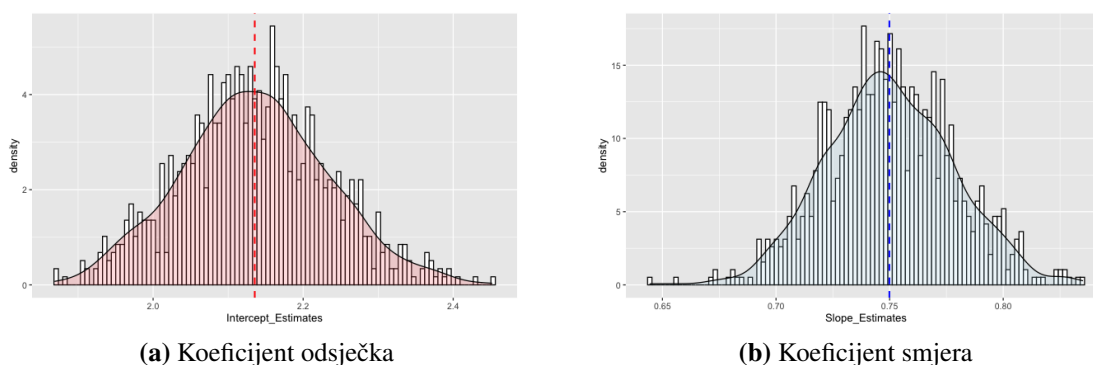 density
4
2
0
2.0
2.2
2.4
Intercept_Estimates
(a) Koeficijent odsječka
density
15
10
5
0
0.65
0.70
0.75
0.80
Slope_Estimates
(b) Koeficijent smjera